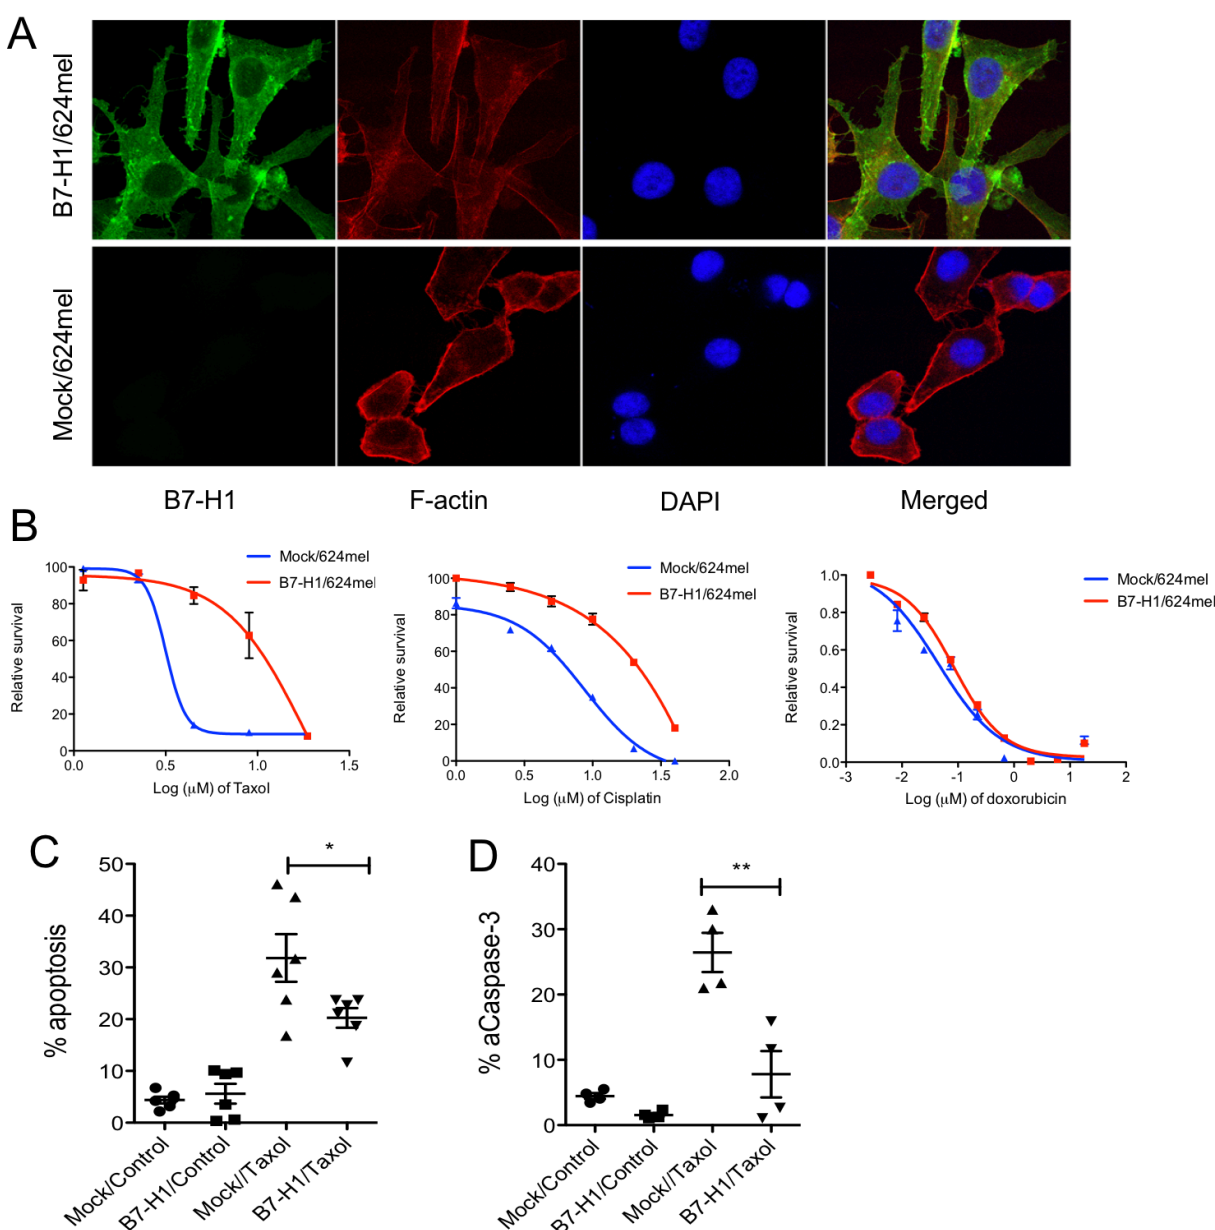 A
B7-H1/624mel
Mock/624mel
B7-H1
F-actin
DAPI
Merged
B
Mock/624mel
B7-H1/624mel
Relative survival
100
80
60
40
20
0
0.0
0.5
1.0
1.5
Log (μM) of Taxol
Mock/624mel
B7-H1/624mel
Relative survival
100
80
60
40
20
0
0.0
0.5
1.0
1.5
2.0
Log (μM) of Cisplatin
Mock/624mel
B7-H1/624mel
Relative survival
1.0
0.8
0.6
0.4
0.2
0.0
-3
-2
-1
0
1
2
Log (μM) of doxorubicin
C
% apoptosis
50
40
30
20
10
0
*
Mock/Control
B7-H1/Control
Mock//Taxol
B7-H1/Taxol
D
% aCaspase-3
40
30
20
10
0
**
Mock/Control
B7-H1/Control
Mock//Taxol
B7-H1/Taxol